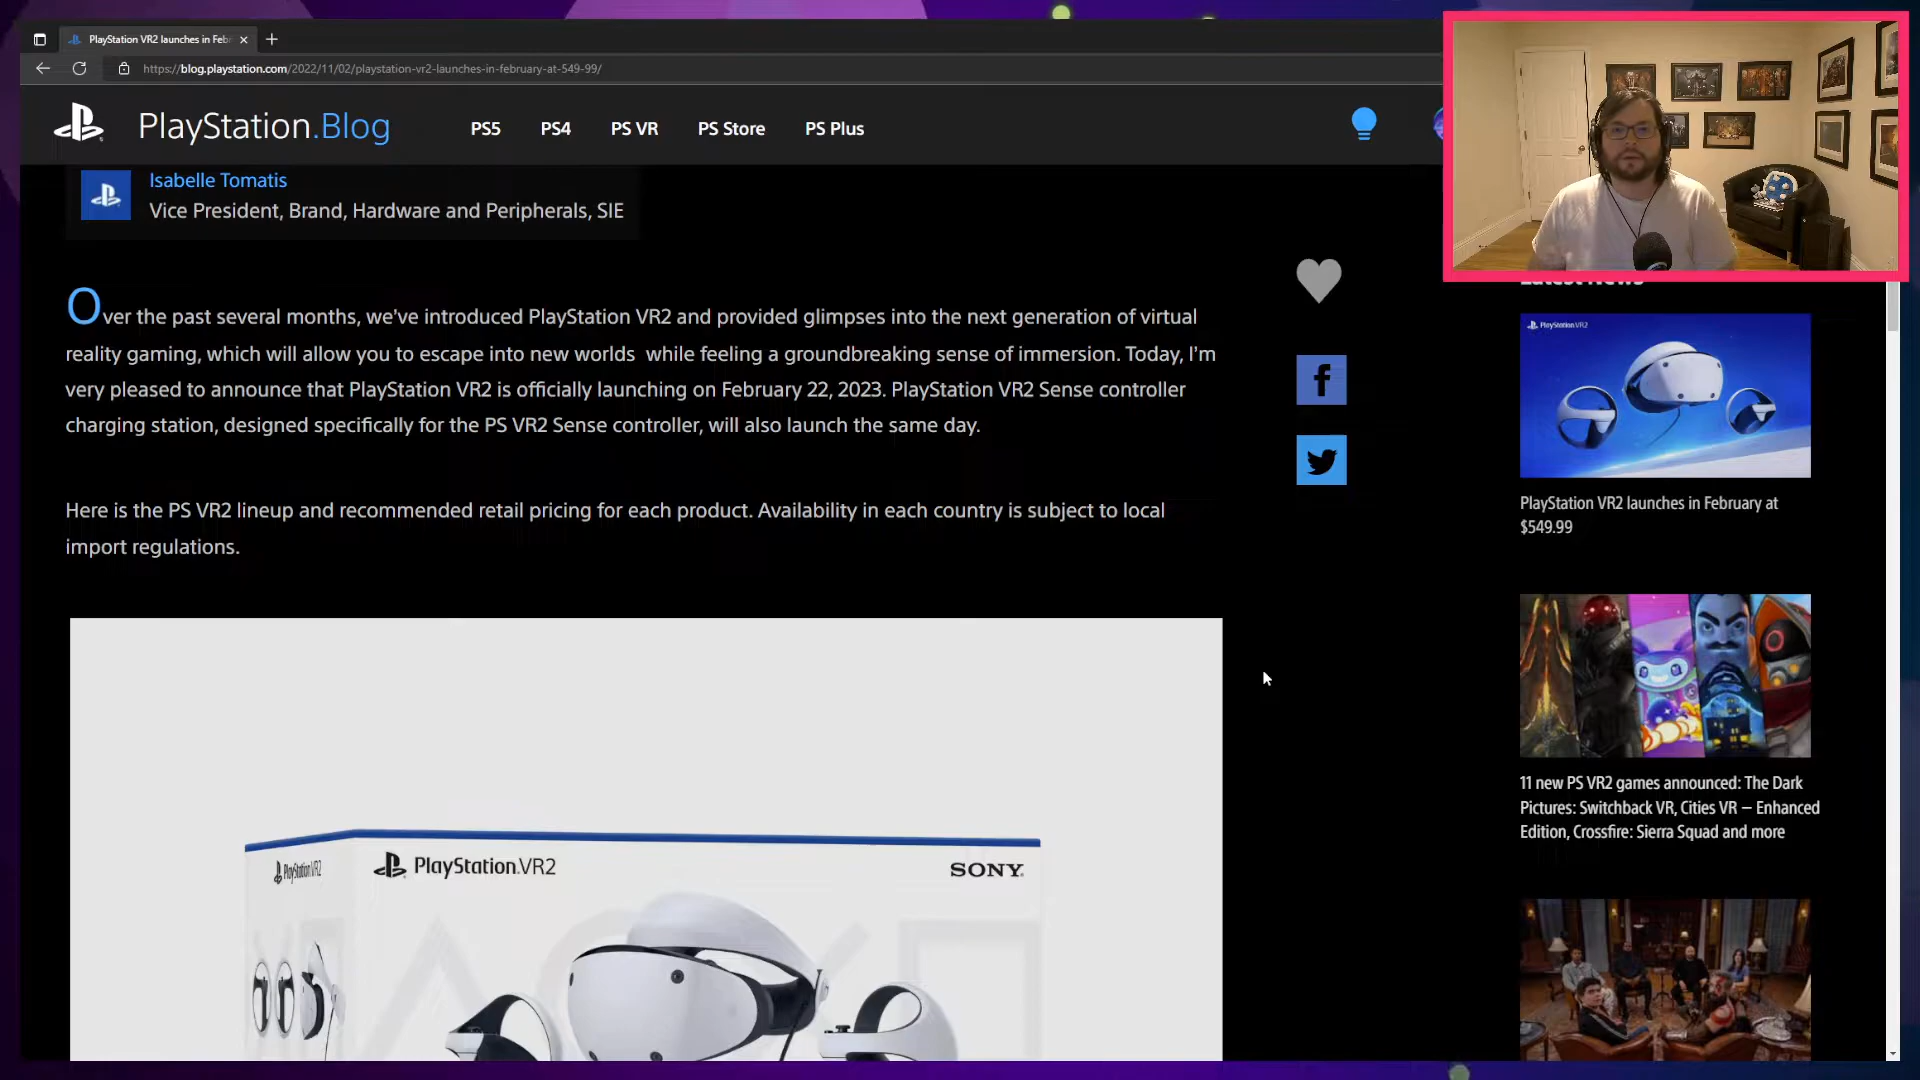 PlayStation VR2 launches in Feb
https://blog.playstation.com/2022/11/02/playstation-vr2-launches-in-february-at-549-99/
PlayStation.Blog
PS5
PS4
PS VR
PS Store
PS Plus
Isabelle Tomatis
Vice President, Brand, Hardware and Peripherals, SIE
Over the past several months, we've introduced PlayStation VR2 and provided glimpses into the next generation of virtual
reality gaming, which will allow you to escape into new worlds while feeling a groundbreaking sense of immersion. Today, I'm
very pleased to announce that PlayStation VR2 is officially launching on February 22, 2023. PlayStation VR2 Sense controller
charging station, designed specifically for the PS VR2 Sense controller, will also launch the same day.
Here is the PS VR2 lineup and recommended retail pricing for each product. Availability in each country is subject to local
import regulations.
PlayStation VR2
PlayStation VR2
SONY
Latest News
PlayStation VR2
PlayStation VR2 launches in February at
$549.99
11 new PS VR2 games announced: The Dark
Pictures: Switchback VR, Cities VR – Enhanced
Edition, Crossfire: Sierra Squad and more